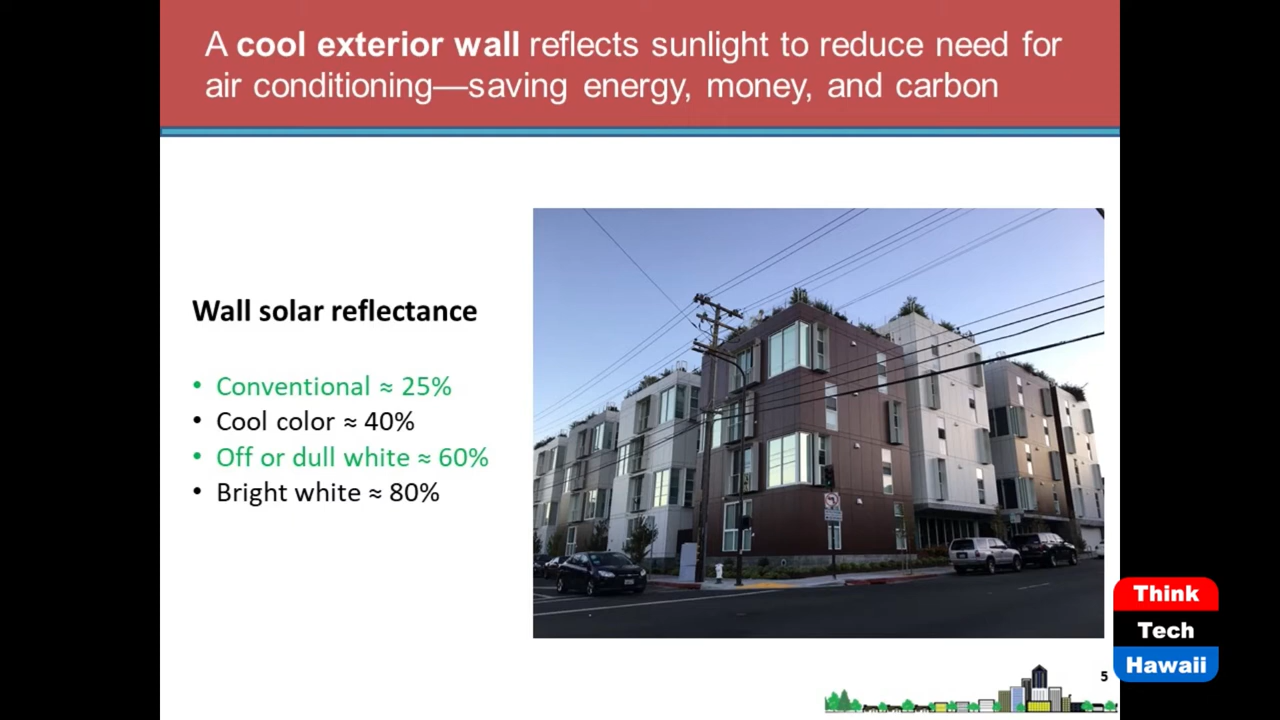 A cool exterior wall reflects sunlight to reduce need for
air conditioning—saving energy, money, and carbon
Wall solar reflectance
• Conventional ≈ 25%
• Cool color ≈ 40%
• Off or dull white ≈ 60%
• Bright white ≈ 80%
5
Think
Tech
Hawaii